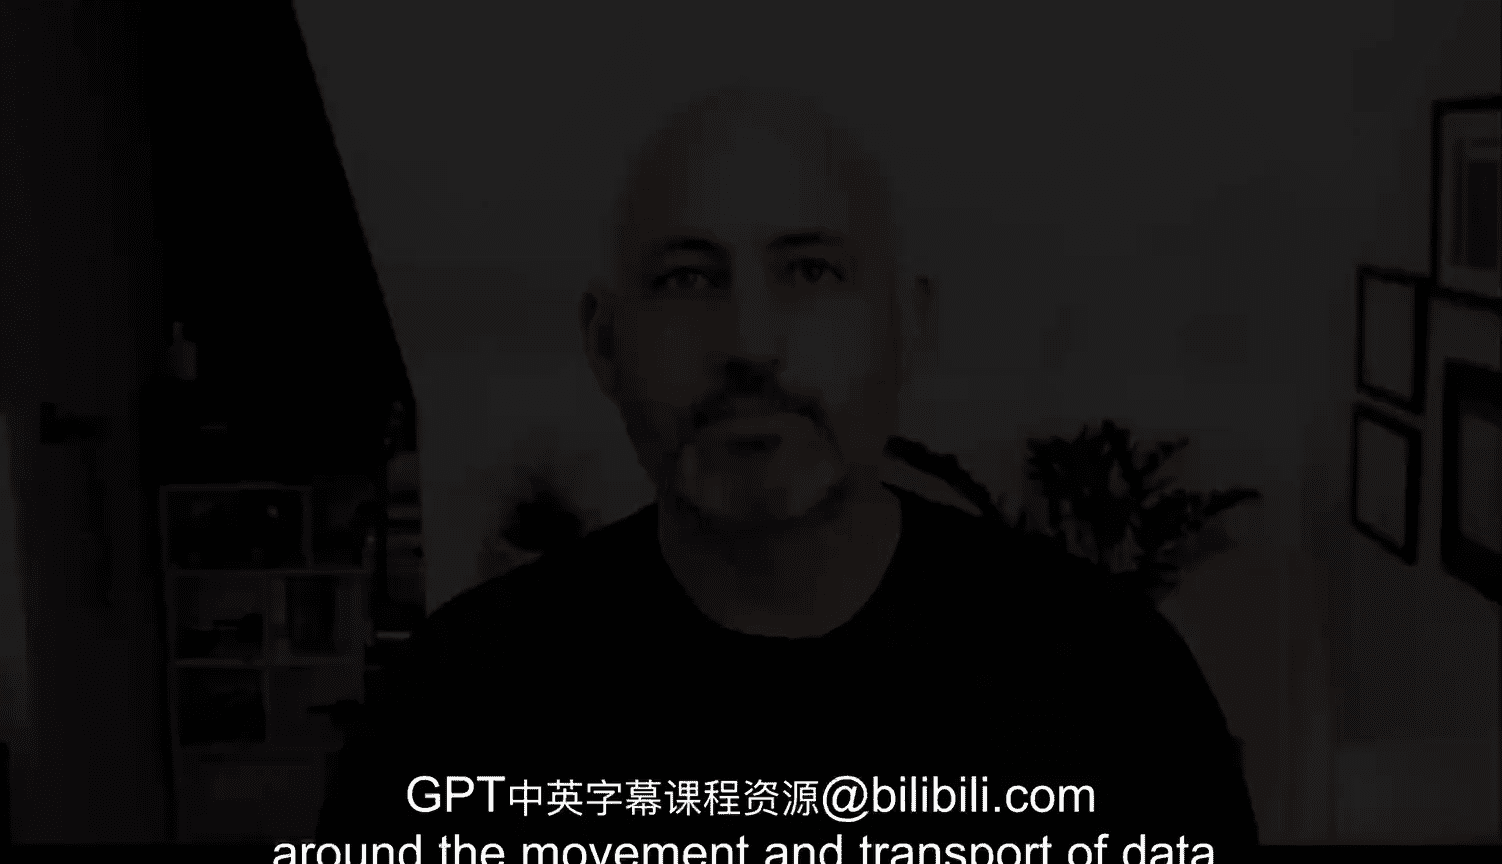 GPT中英字幕课程资源@bilibili.com
around the movement and transport of data